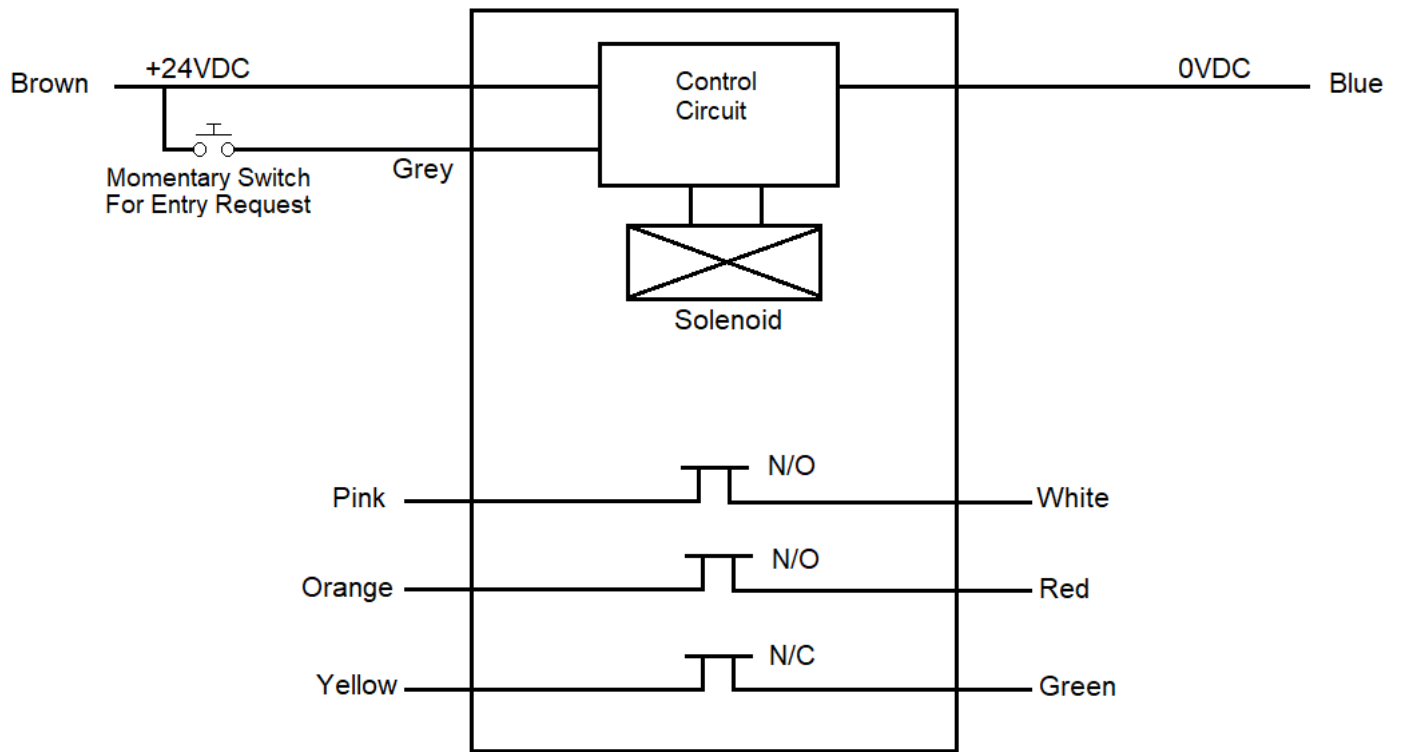 +24VDC
0VDC
Brown
Control
Circuit
Blue
Grey
Momentary Switch
For Entry Request
Solenoid
N/O
Pink
White
N/O
Orange
Red
N/C
Yellow
Green